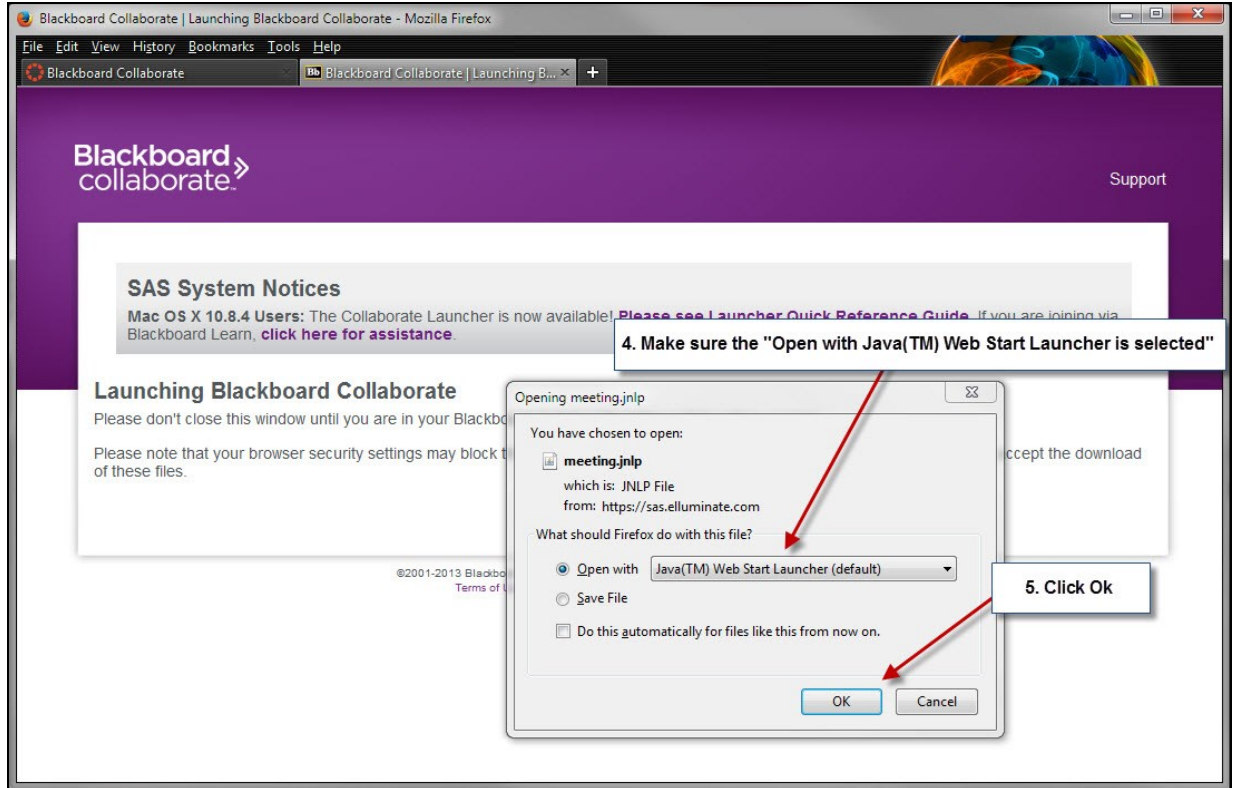 Blackboard Collaborate | Launching Blackboard Collaborate - Mozilla Firefox
File Edit View History Bookmarks Tools Help
Blackboard Collaborate
Bb Blackboard Collaborate | Launching B...
Blackboard
collaborate™
Support
SAS System Notices
Mac OS X 10.8.4 Users: The Collaborate Launcher is now available! Please see Launcher Quick Reference Guide. If you are joining via
Blackboard Learn, click here for assistance.
4. Make sure the "Open with Java(TM) Web Start Launcher is selected"
Launching Blackboard Collaborate
Please don't close this window until you are in your
Please note that your browser security settings may block
of these files.
the download
©2001-2013
Terms of
Opening meeting.jnlp
You have chosen to open:
meeting.jnlp
which is: JNLP File
from: https://sas.elluminate.com
What should Firefox do with this file?
Open with Java(TM) Web Start Launcher (default)
Save File
Do this automatically for files like this from now on.
OK Cancel
5. Click Ok